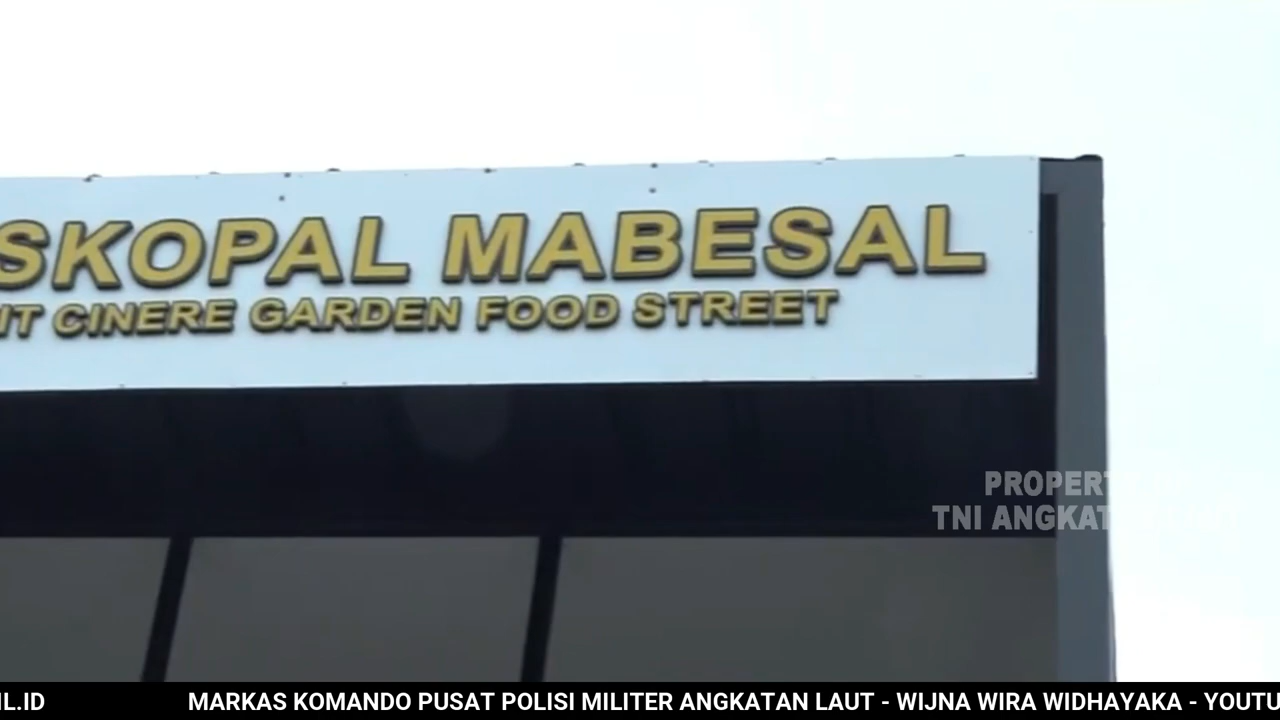 SKOPAL MABESAL
IT CINERE GARDEN FOOD STREET
PROPERT
TNI ANGKAT
IL.ID MARKAS KOMANDO PUSAT POLISI MILITER ANGKATAN LAUT - WIJNA WIRA WIDHAYAKA - YOUTU